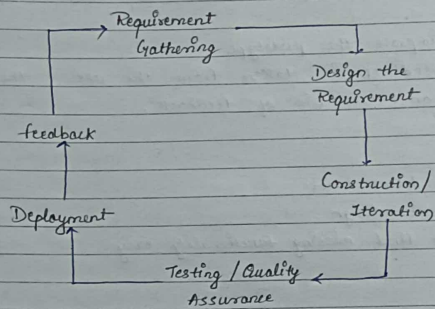 Requirement
Gathering
Design the
Requirement
Construction/
Iteration
Testing / Quality
Assurance
Deployment
feedback